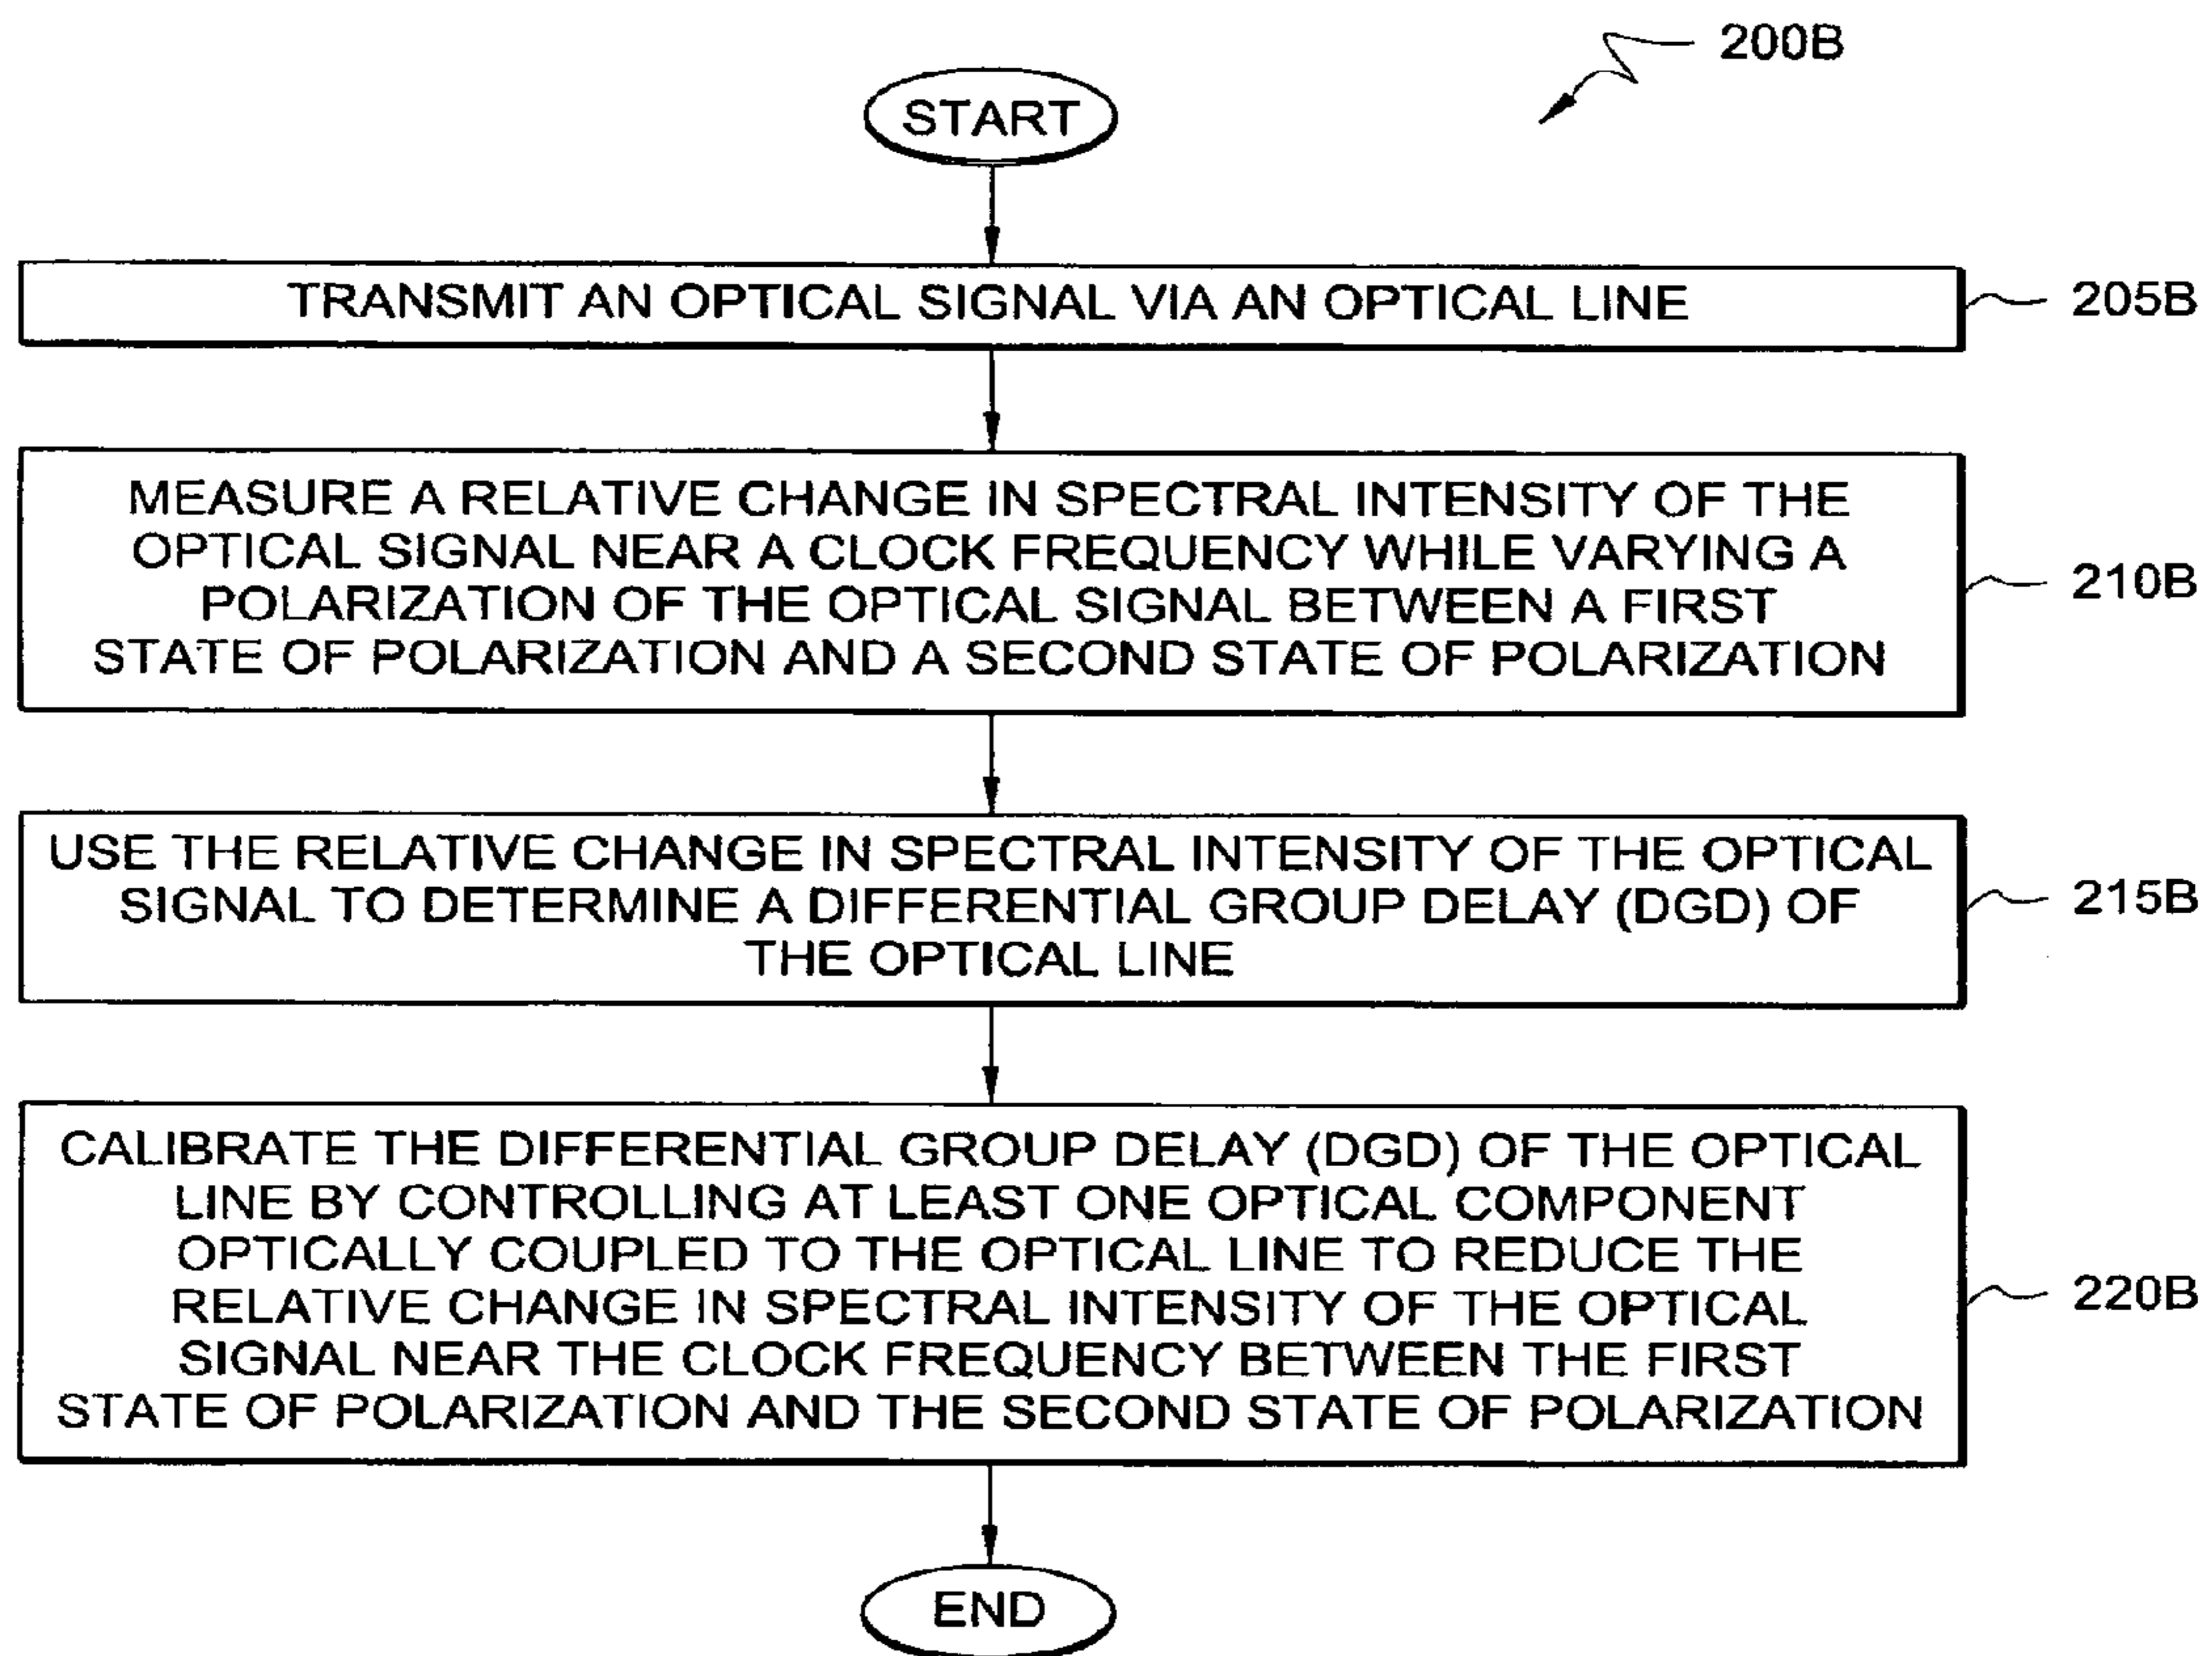 200B
START
TRANSMIT AN OPTICAL SIGNAL VIA AN OPTICAL LINE
205B
MEASURE A RELATIVE CHANGE IN SPECTRAL INTENSITY OF THE
OPTICAL SIGNAL NEAR A CLOCK FREQUENCY WHILE VARYING A
POLARIZATION OF THE OPTICAL SIGNAL BETWEEN A FIRST
STATE OF POLARIZATION AND A SECOND STATE OF POLARIZATION
210B
USE THE RELATIVE CHANGE IN SPECTRAL INTENSITY OF THE OPTICAL
SIGNAL TO DETERMINE A DIFFERENTIAL GROUP DELAY (DGD) OF
THE OPTICAL LINE
215B
CALIBRATE THE DIFFERENTIAL GROUP DELAY (DGD) OF THE OPTICAL
LINE BY CONTROLLING AT LEAST ONE OPTICAL COMPONENT
OPTICALLY COUPLED TO THE OPTICAL LINE TO REDUCE THE
RELATIVE CHANGE IN SPECTRAL INTENSITY OF THE OPTICAL
SIGNAL NEAR THE CLOCK FREQUENCY BETWEEN THE FIRST
STATE OF POLARIZATION AND THE SECOND STATE OF POLARIZATION
220B
END